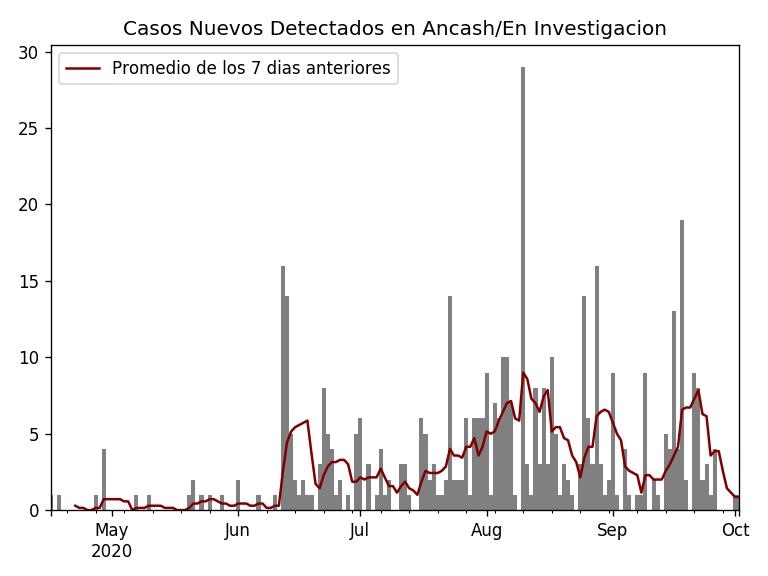 Casos Nuevos Detectados en Ancash/En Investigacion
Promedio de los 7 dias anteriores
30
25
20
15
10
5
0
May Jun Jul Aug Sep Oct
2020